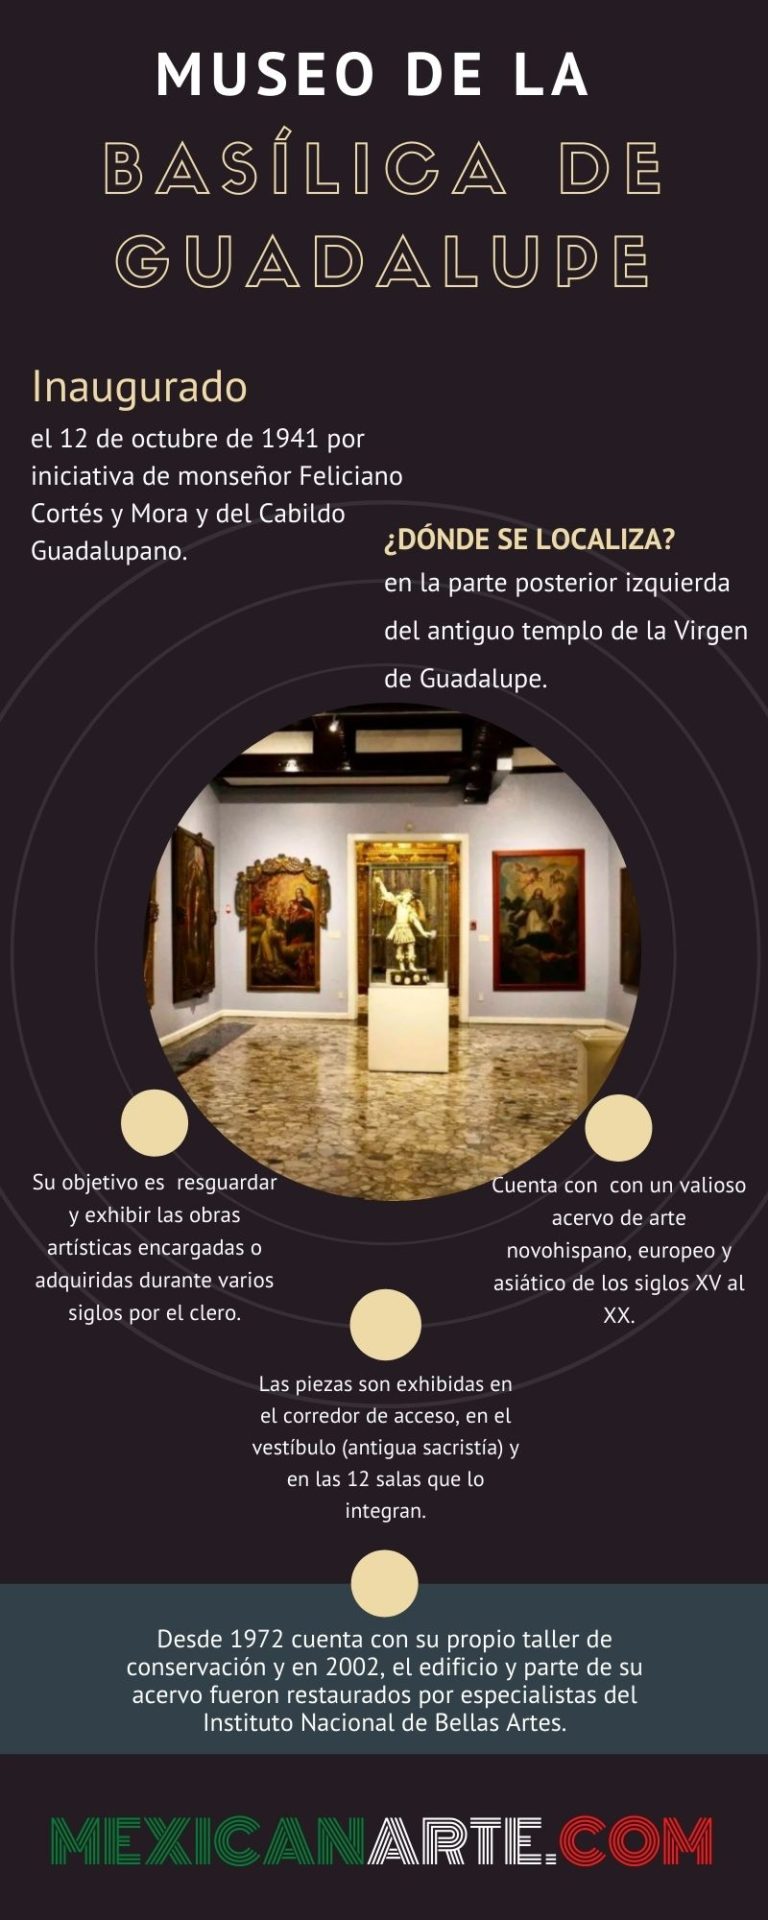 MUSEO DE LA
BASÍLICA DE
GUADALUPE
Inaugurado
el 12 de octubre de 1941 por
iniciativa de monseñor Feliciano
Cortés y Mora y del Cabildo
Guadalupano.
¿DÓNDE SE LOCALIZA?
en la parte posterior izquierda
del antiguo templo de la Virgen
de Guadalupe.
Su objetivo es  resguardar
y exhibir las obras
artísticas encargadas o
adquiridas durante varios
siglos por el clero.
Cuenta con  con un valioso
acervo de arte
novohispano, europeo y
asiático de los siglos XV al
XX.
Las piezas son exhibidas en
el corredor de acceso, en el
vestíbulo (antigua sacristía) y
en las 12 salas que lo
integran.
Desde 1972 cuenta con su propio taller de
conservación y en 2002, el edificio y parte de su
acervo fueron restaurados por especialistas del
Instituto Nacional de Bellas Artes.
MEXICANARTE.COM